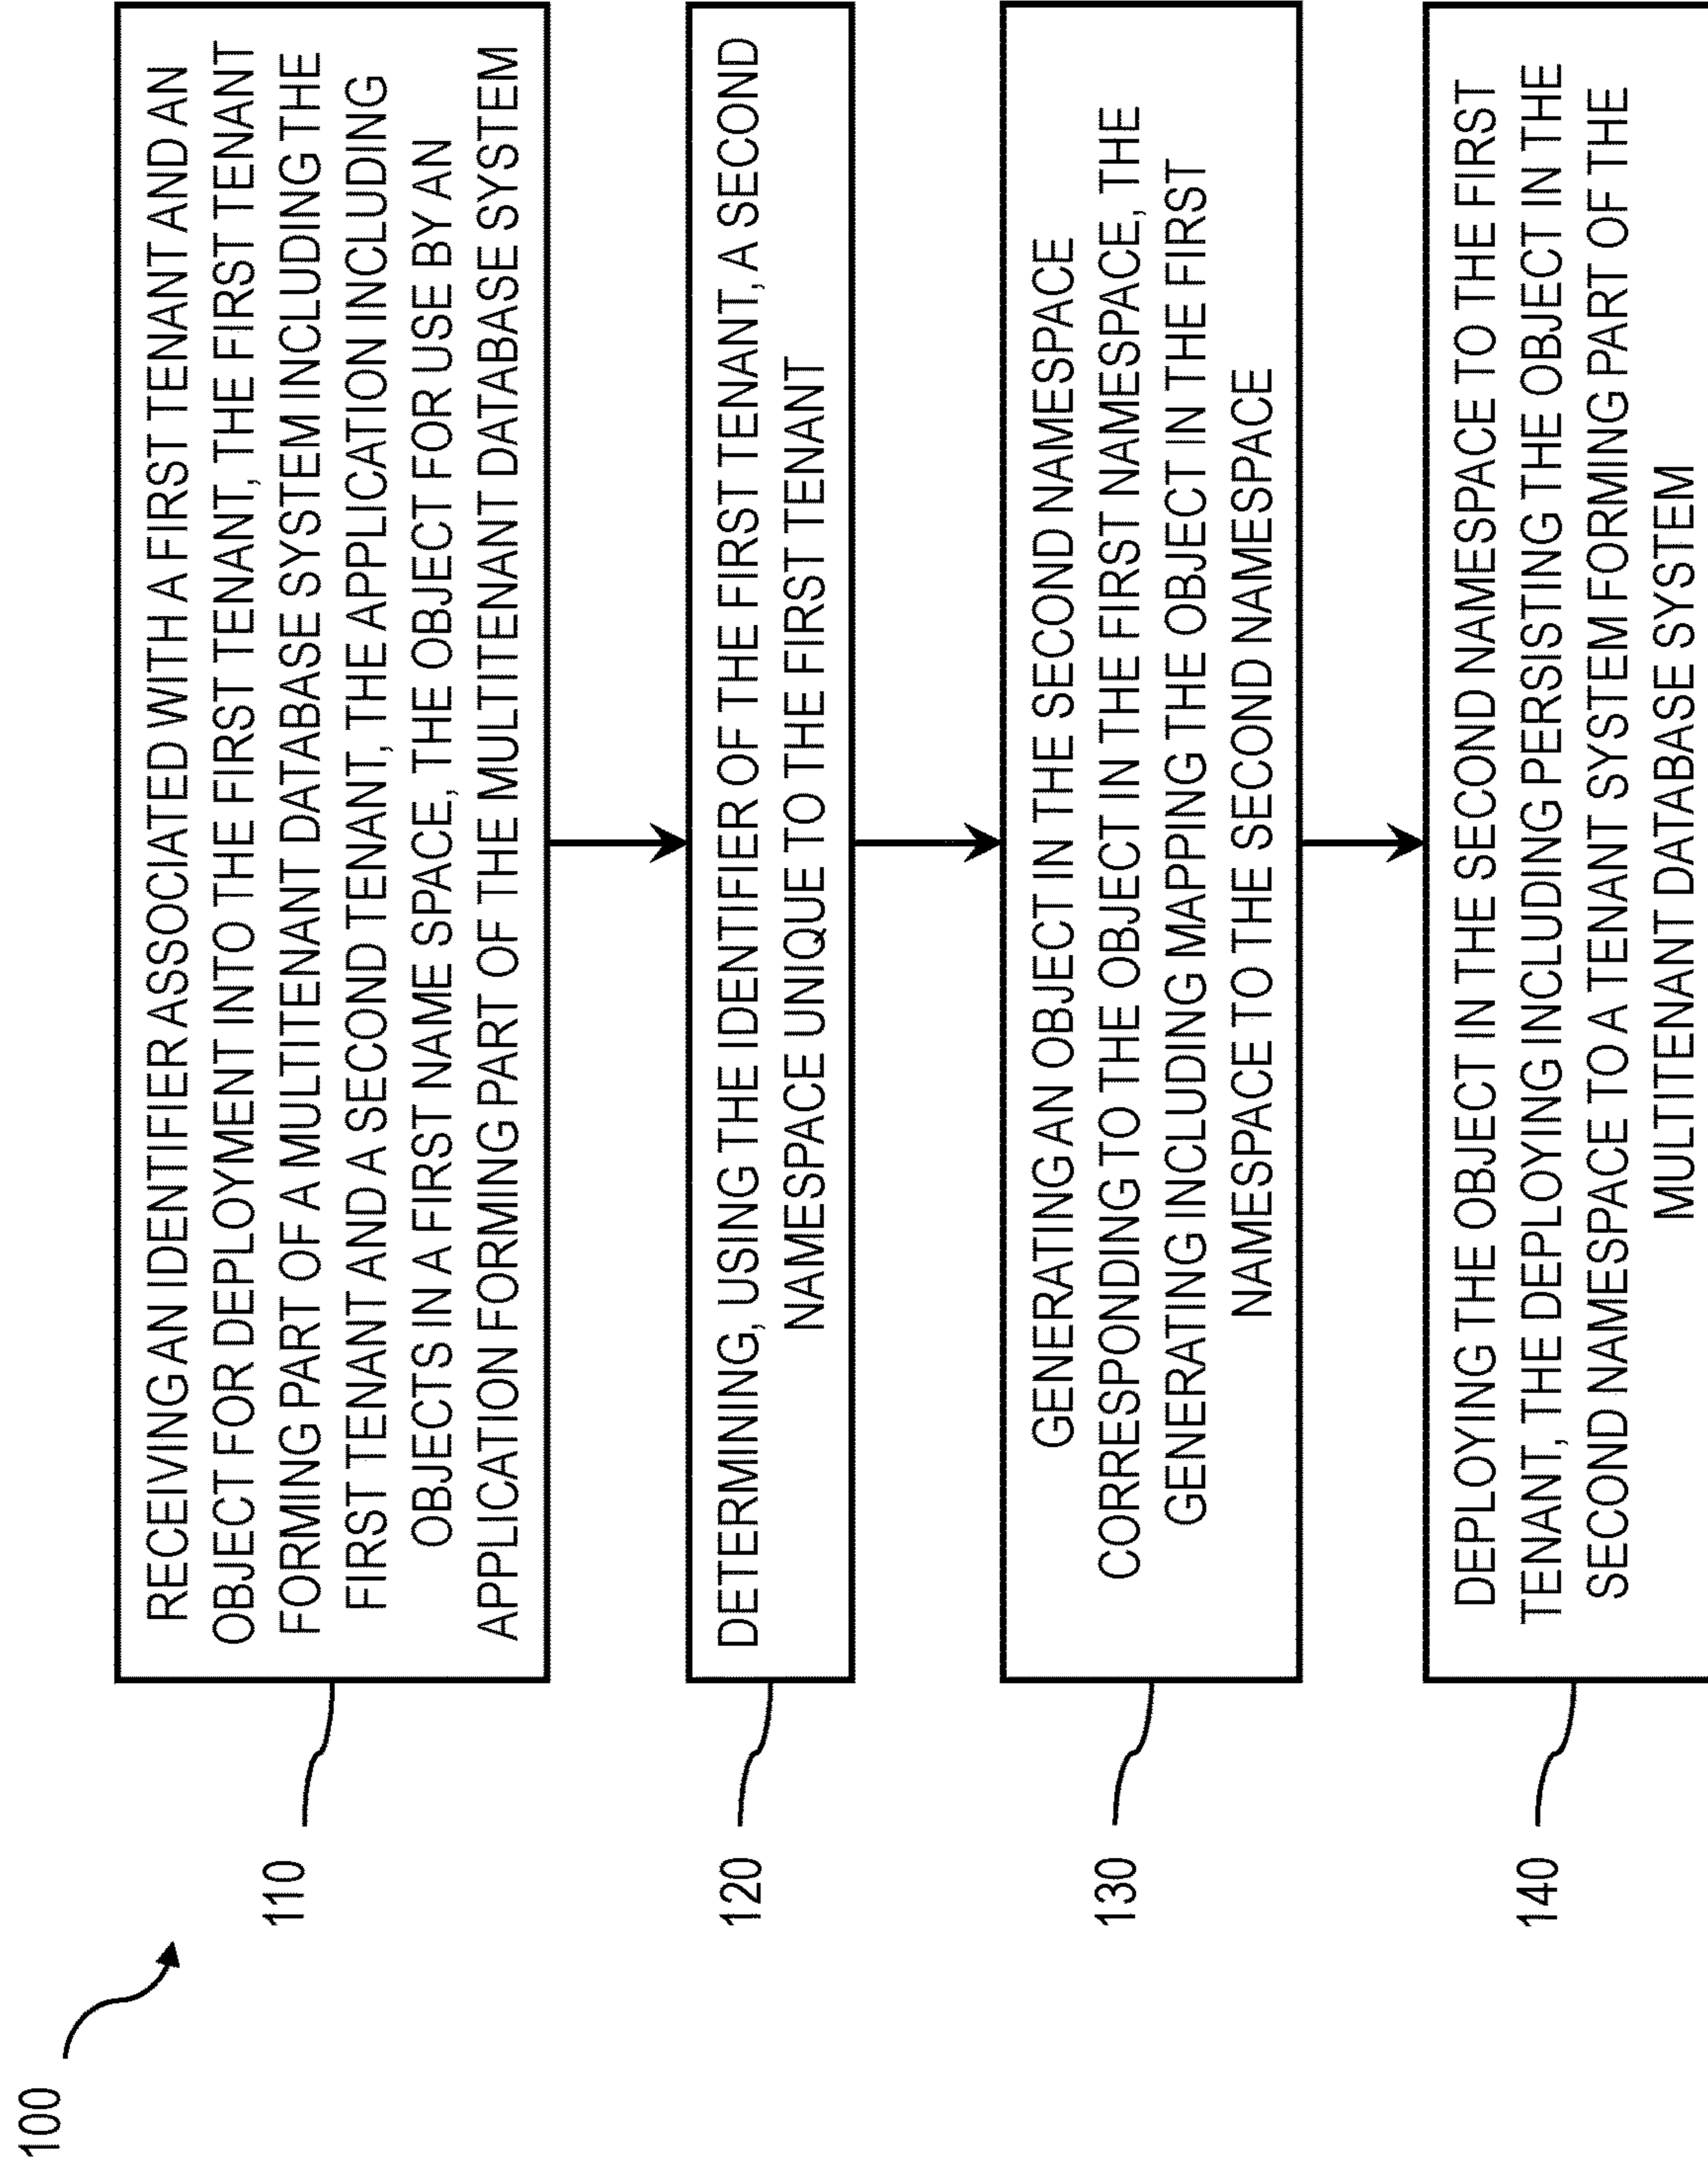 100
110
RECEIVING AN IDENTIFIER ASSOCIATED WITH A FIRST TENANT AND AN
OBJECT FOR DEPLOYMENT INTO THE FIRST TENANT, THE FIRST TENANT
FORMING PART OF A MULTITENANT DATABASE SYSTEM INCLUDING THE
FIRST TENANT AND A SECOND TENANT, THE APPLICATION INCLUDING
OBJECTS IN A FIRST NAME SPACE, THE OBJECT FOR USE BY AN
APPLICATION FORMING PART OF THE MULTITENANT DATABASE SYSTEM
120
DETERMINING, USING THE IDENTIFIER OF THE FIRST TENANT, A SECOND
NAMESPACE UNIQUE TO THE FIRST TENANT
130
GENERATING AN OBJECT IN THE SECOND NAMESPACE
CORRESPONDING TO THE OBJECT IN THE FIRST NAMESPACE, THE
GENERATING INCLUDING MAPPING THE OBJECT IN THE FIRST
NAMESPACE TO THE SECOND NAMESPACE
140
DEPLOYING THE OBJECT IN THE SECOND NAMESPACE TO THE FIRST
TENANT, THE DEPLOYING INCLUDING PERSISTING THE OBJECT IN THE
SECOND NAMESPACE TO A TENANT SYSTEM FORMING PART OF THE
MULTITENANT DATABASE SYSTEM